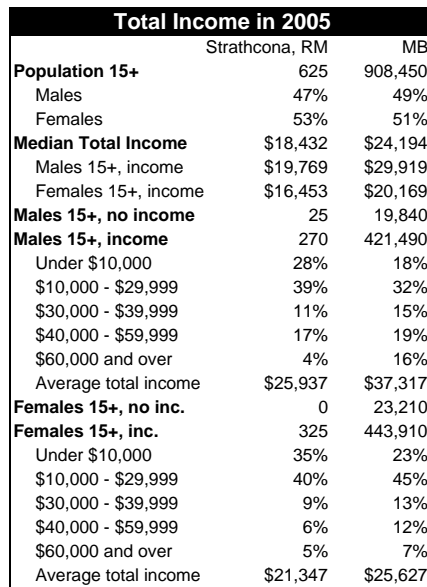 Total Income in 2005
Strathcona, RM MB
Population 15+ 625 908,450
Males 47% 49%
Females 53% 51%
Median Total Income $18,432 $24,194
Males 15+, income $19,769 $29,919
Females 15+, income $16,453 $20,169
Males 15+, no income 25 19,840
Males 15+, income 270 421,490
Under $10,000 28% 18%
$10,000 - $29,999 39% 32%
$30,000 - $39,999 11% 15%
$40,000 - $59,999 17% 19%
$60,000 and over 4% 16%
Average total income $25,937 $37,317
Females 15+, no inc. 0 23,210
Females 15+, inc. 325 443,910
Under $10,000 35% 23%
$10,000 - $29,999 40% 45%
$30,000 - $39,999 9% 13%
$40,000 - $59,999 6% 12%
$60,000 and over 5% 7%
Average total income $21,347 $25,627